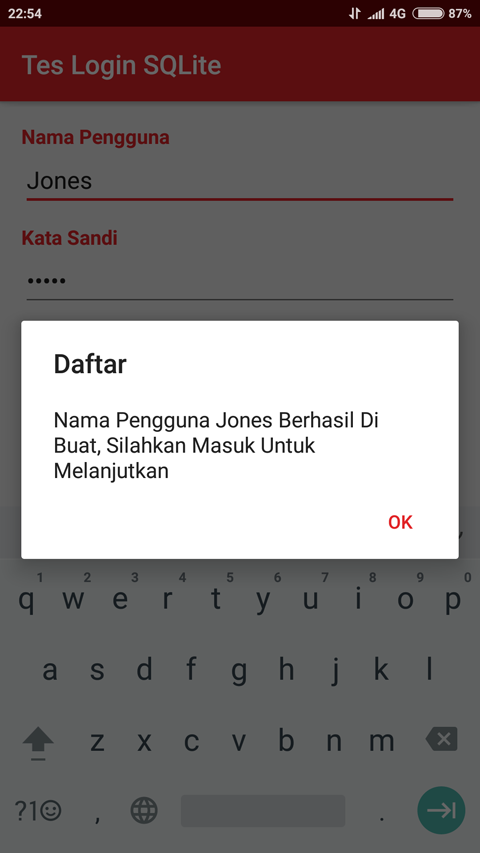 22:54 4G 87%
Tes Login SQLite
Nama Pengguna
Jones
Kata Sandi
•••••
Daftar
Nama Pengguna Jones Berhasil Di
Buat, Silahkan Masuk Untuk
Melanjutkan
OK
1 2 3 4 5 6 7 8 9 0
q w e r t y u i o p
a s d f g h j k l
z x c v b n m
?1☺ , .